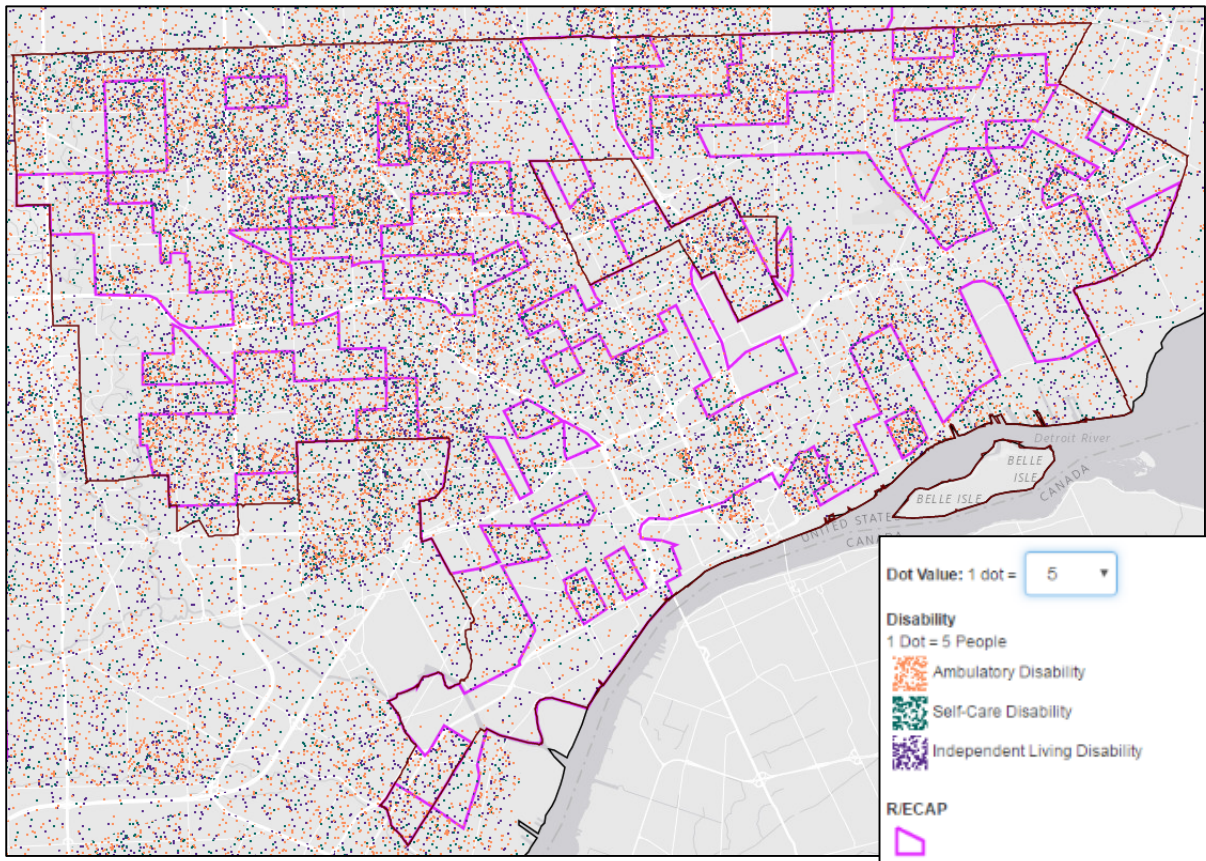 Detroit River
BELLE
ISLE
CANADA
BELLE ISLE
UNITED STATE
CANADA
Dot Value: 1 dot = 5
Disability
1 Dot = 5 People
Ambulatory Disability
Self-Care Disability
Independent Living Disability
R/ECAP